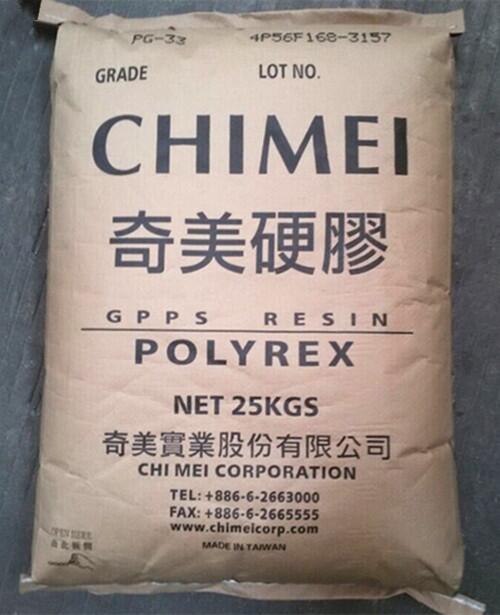 PG-33 4P56F168-3157
GRADE LOT NO.
CHIMEI
奇美硬膠
GPPS RESIN
POLYREX
NET 25KGS
奇美實業股份有限公司
CHI MEI CORPORATION
TEL: +886-6-2663000
FAX: +886-6-2665555
www.chimeicorp.com
MADE IN TAIWAN
OPEN HERE